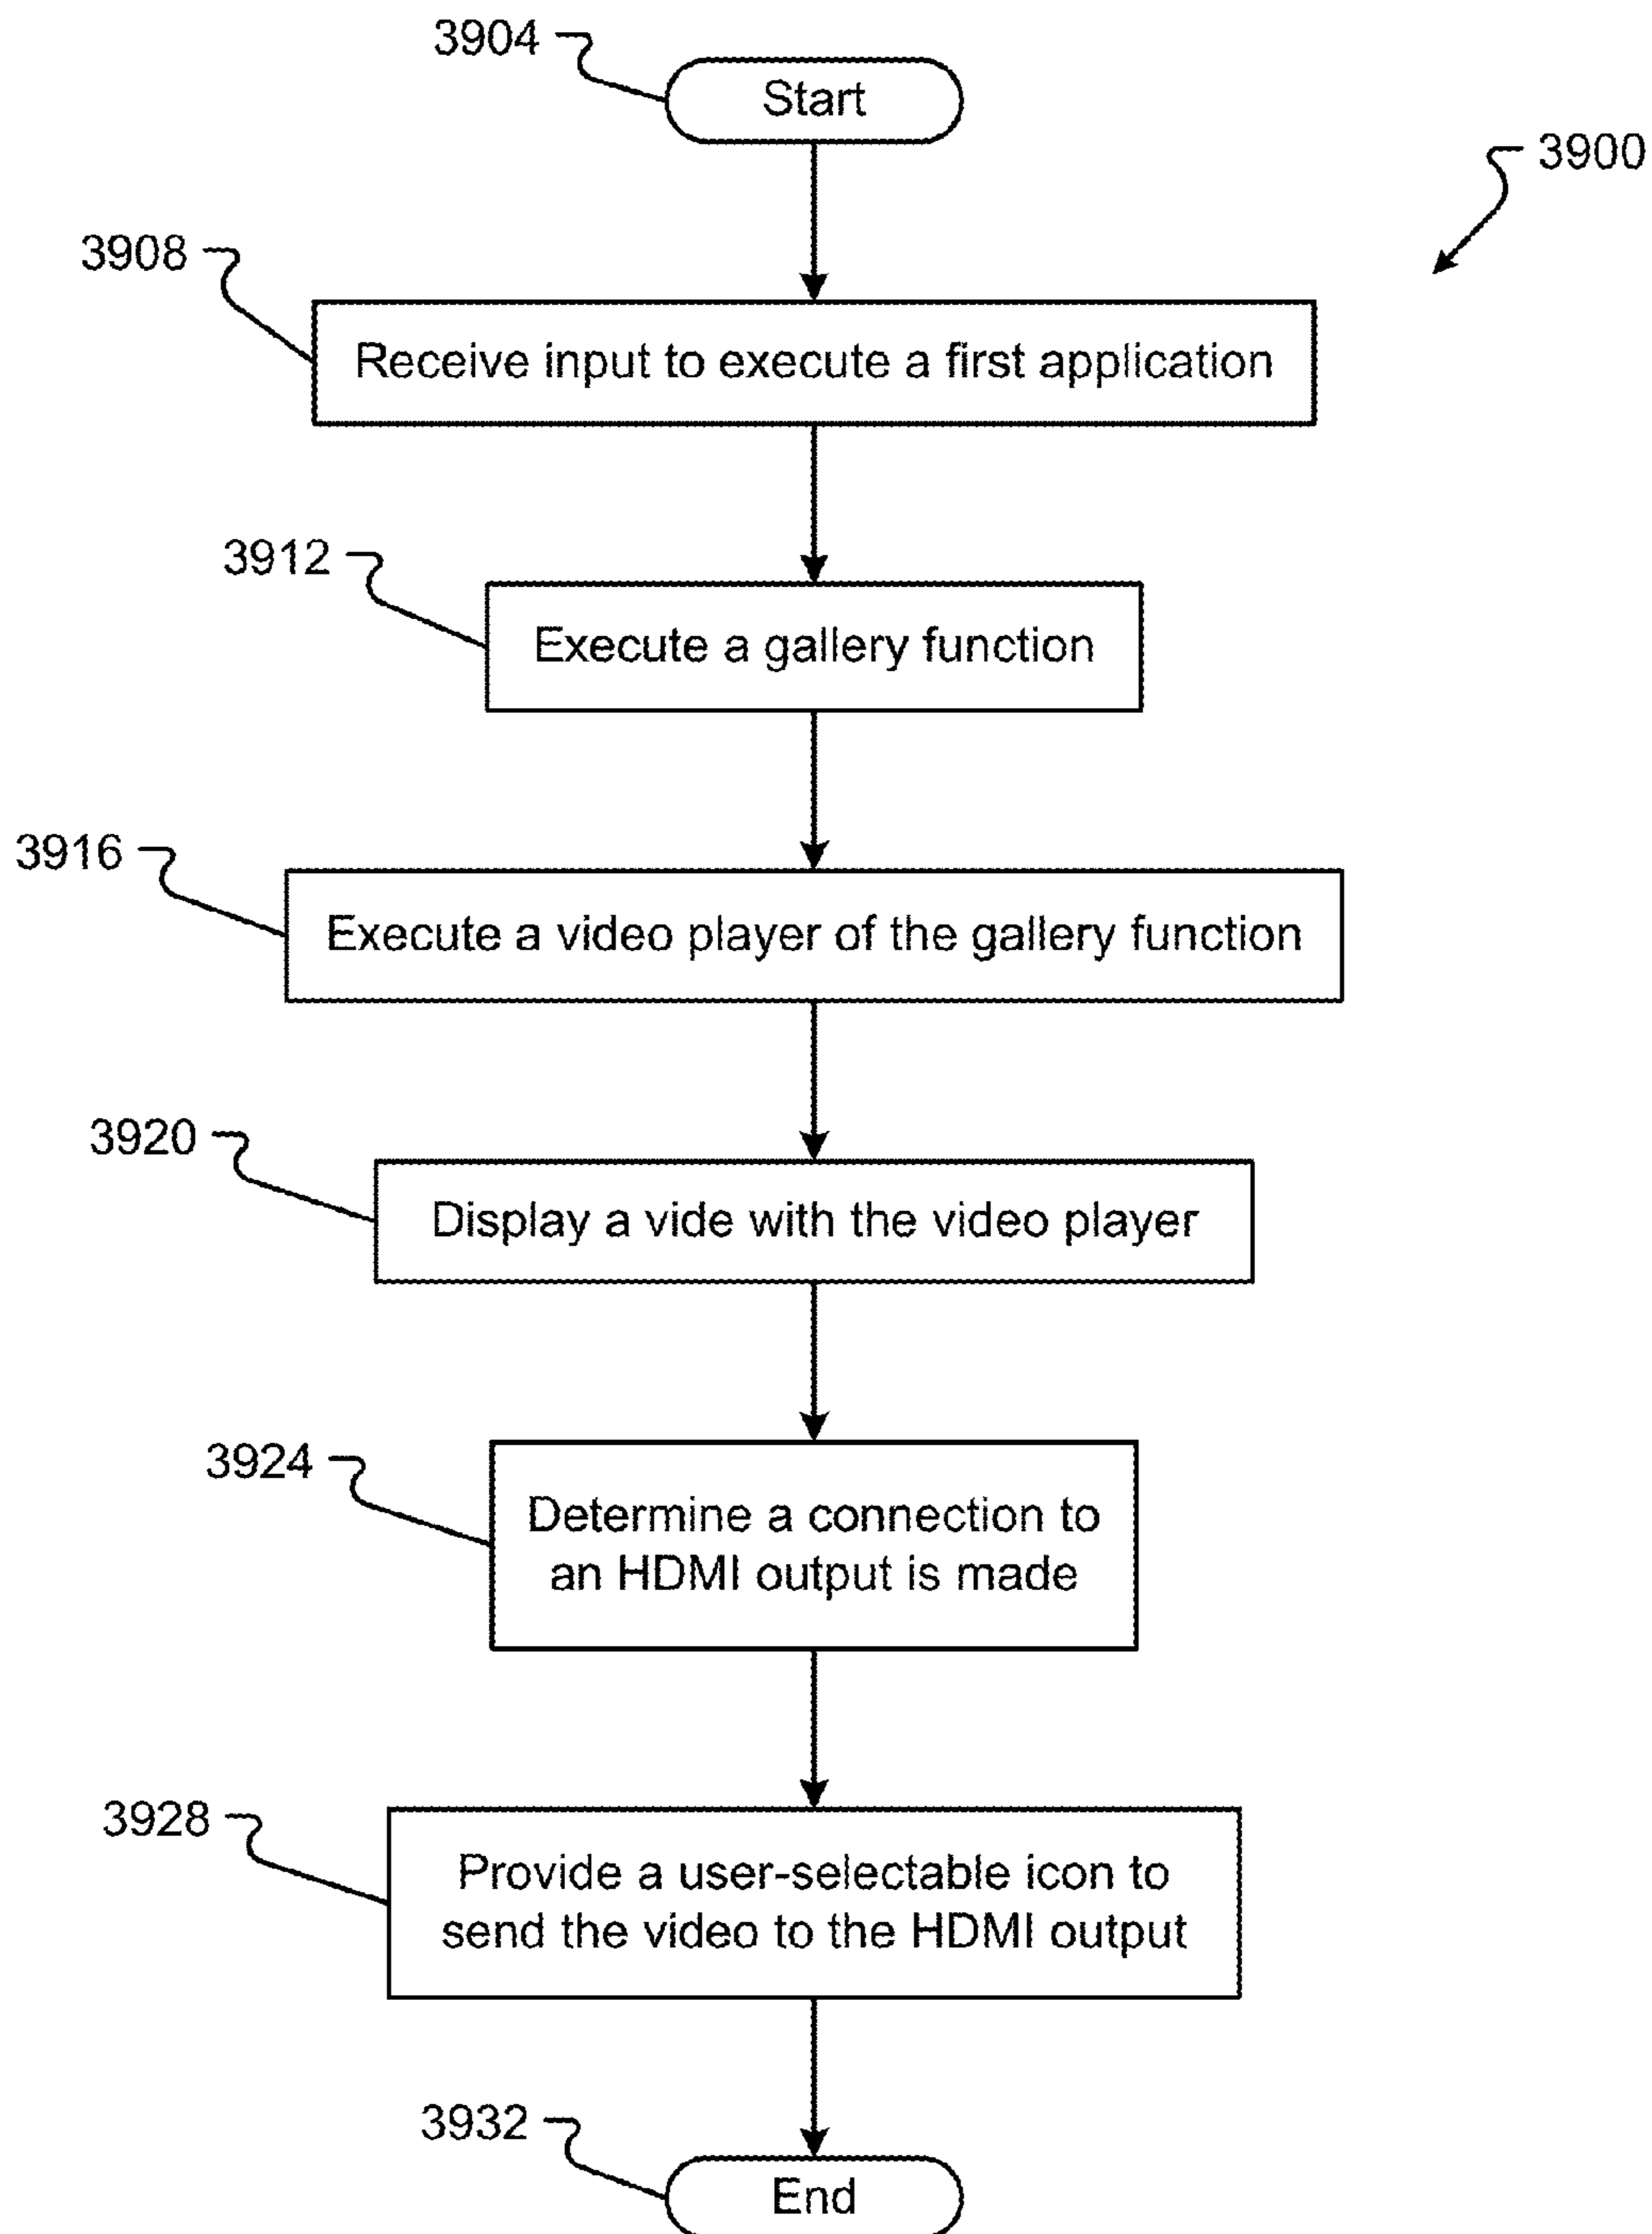 3904
Start
3900
3908
Receive input to execute a first application
3912
Execute a gallery function
3916
Execute a video player of the gallery function
3920
Display a vide with the video player
3924
Determine a connection to
an HDMI output is made
3928
Provide a user-selectable icon to
send the video to the HDMI output
3932
End